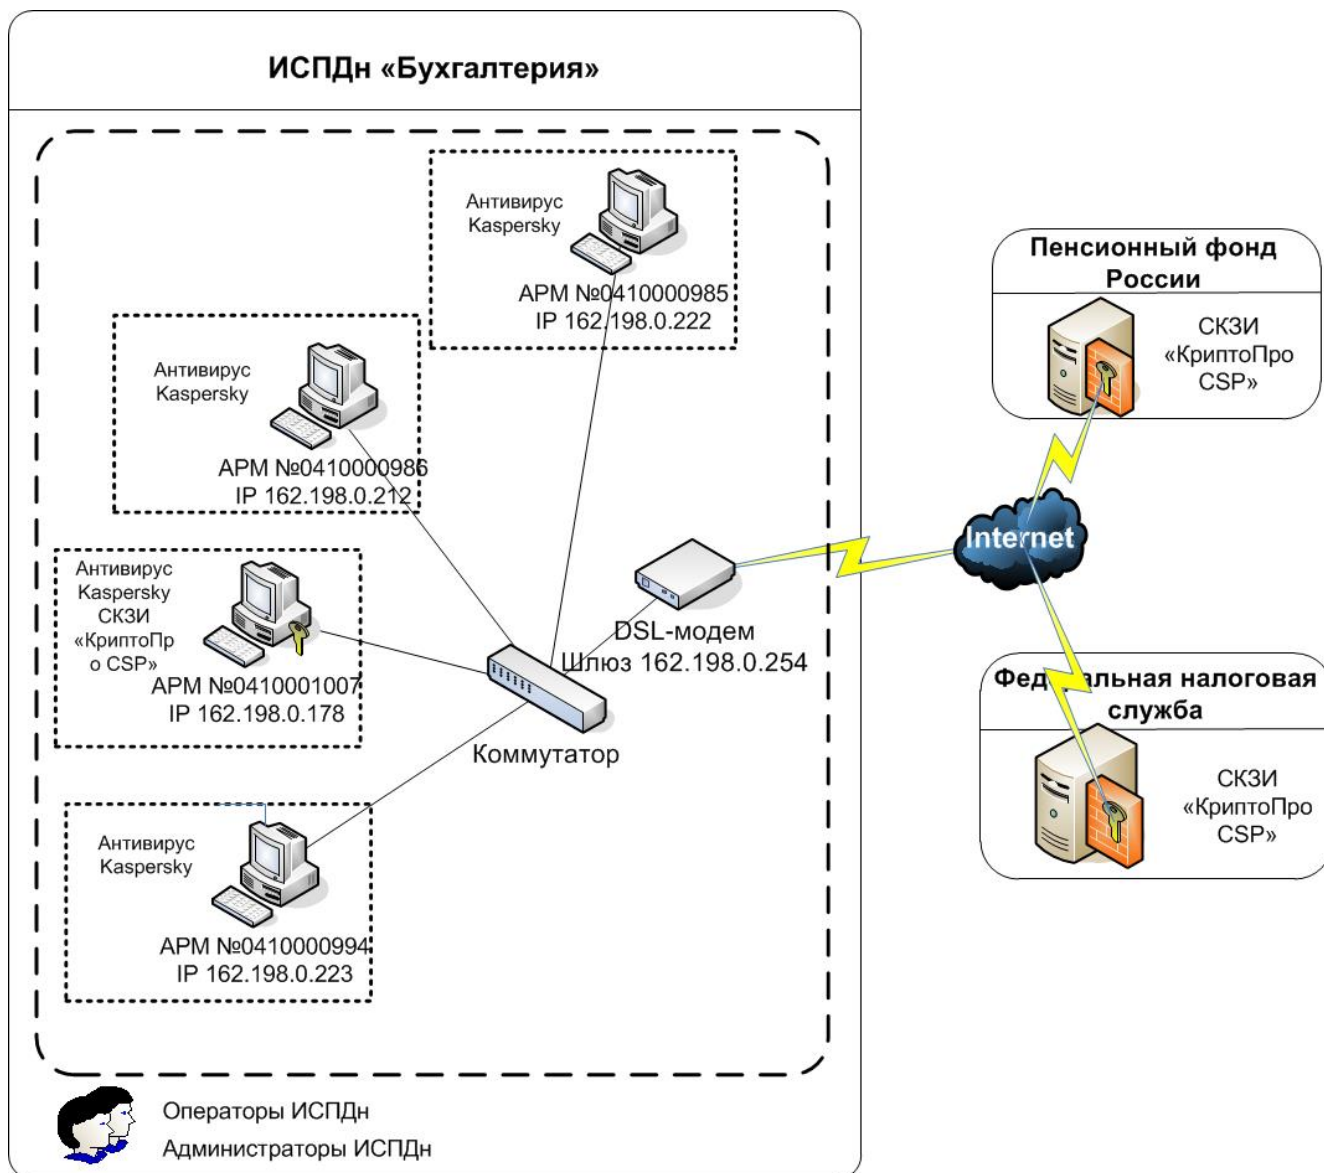 ИСПДн «Бухгалтерия»
Антивирус
Kaspersky
АРМ №0410000985
IP 162.198.0.222
Антивирус
Kaspersky
АРМ №0410000986
IP 162.198.0.212
Антивирус
Kaspersky
СКЗИ
«КриптоПр
о CSP»
АРМ №0410001007
IP 162.198.0.178
Антивирус
Kaspersky
АРМ №0410000994
IP 162.198.0.223
DSL-модем
Шлюз 162.198.0.254
Коммутатор
Internet
Пенсионный фонд
России
СКЗИ
«КриптоПро
CSP»
Федеральная налоговая
служба
СКЗИ
«КриптоПро
CSP»
Операторы ИСПДн
Администраторы ИСПДн